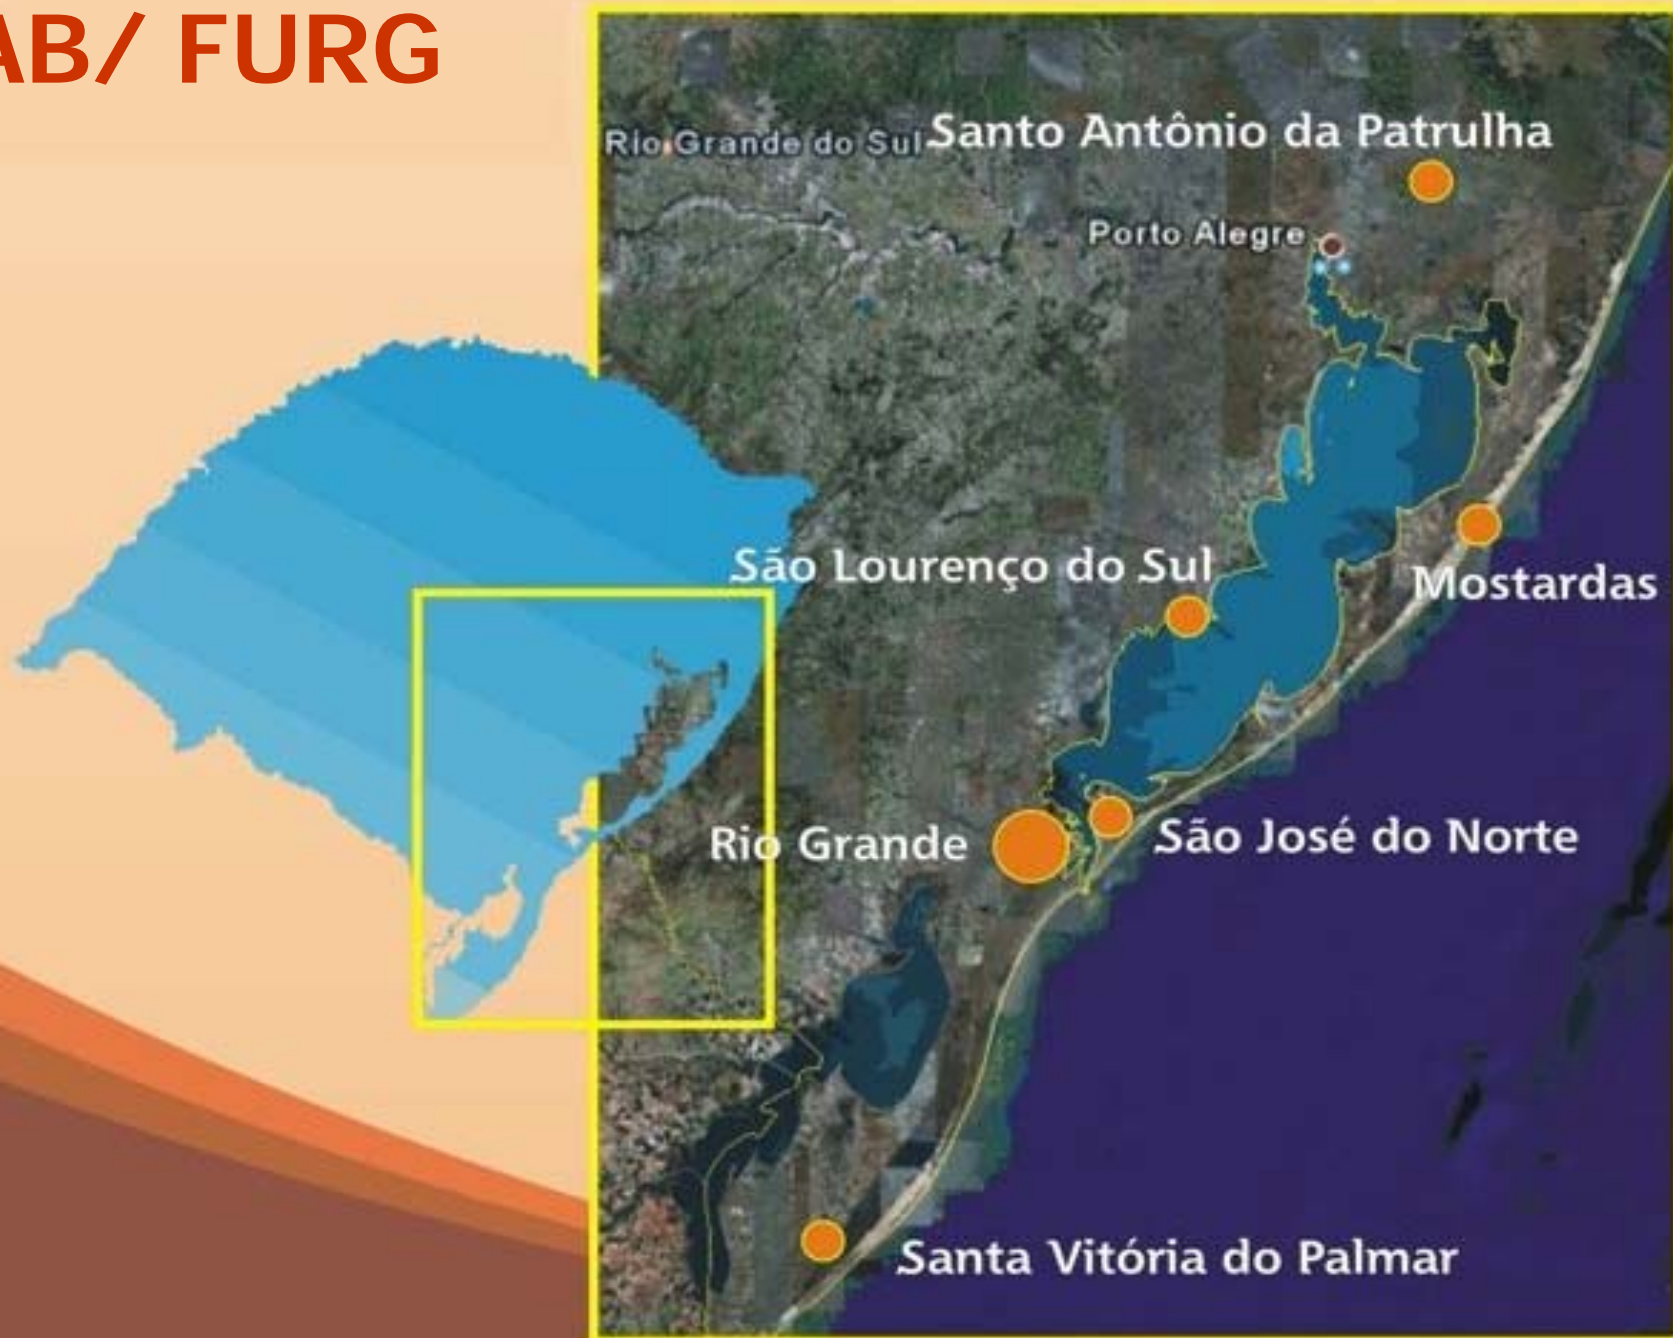 AB/ FURG
Santo Antônio da Patrulha
Rio Grande do Sul
Porto Alegre
São Lourenço do Sul
Mostardas
Rio Grande
São José do Norte
Santa Vitória do Palmar